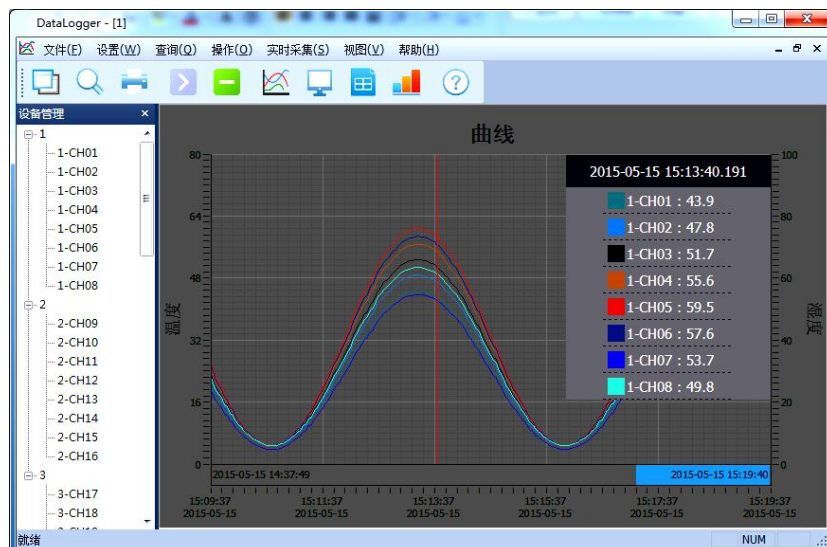 DataLogger - [1]
文件(F) 设置(W) 查询(Q) 操作(O) 实时采集(S) 视图(V) 帮助(H)
设备管理
1
1-CH01
1-CH02
1-CH03
1-CH04
1-CH05
1-CH06
1-CH07
1-CH08
2
2-CH09
2-CH10
2-CH11
2-CH12
2-CH13
2-CH14
2-CH15
2-CH16
3
3-CH17
3-CH18
曲线
80
64
48
32
16
0
温度
2015-05-15 15:13:40.191
1-CH01 : 43.9
1-CH02 : 47.8
1-CH03 : 51.7
1-CH04 : 55.6
1-CH05 : 59.5
1-CH06 : 57.6
1-CH07 : 53.7
1-CH08 : 49.8
100
80
60
40
20
0
湿度
2015-05-15 14:37:49 2015-05-15 15:19:40
15:09:37 15:11:37 15:13:37 15:15:37 15:17:37 15:19:37
2015-05-15 2015-05-15 2015-05-15 2015-05-15 2015-05-15 2015-05-15
就绪 NUM